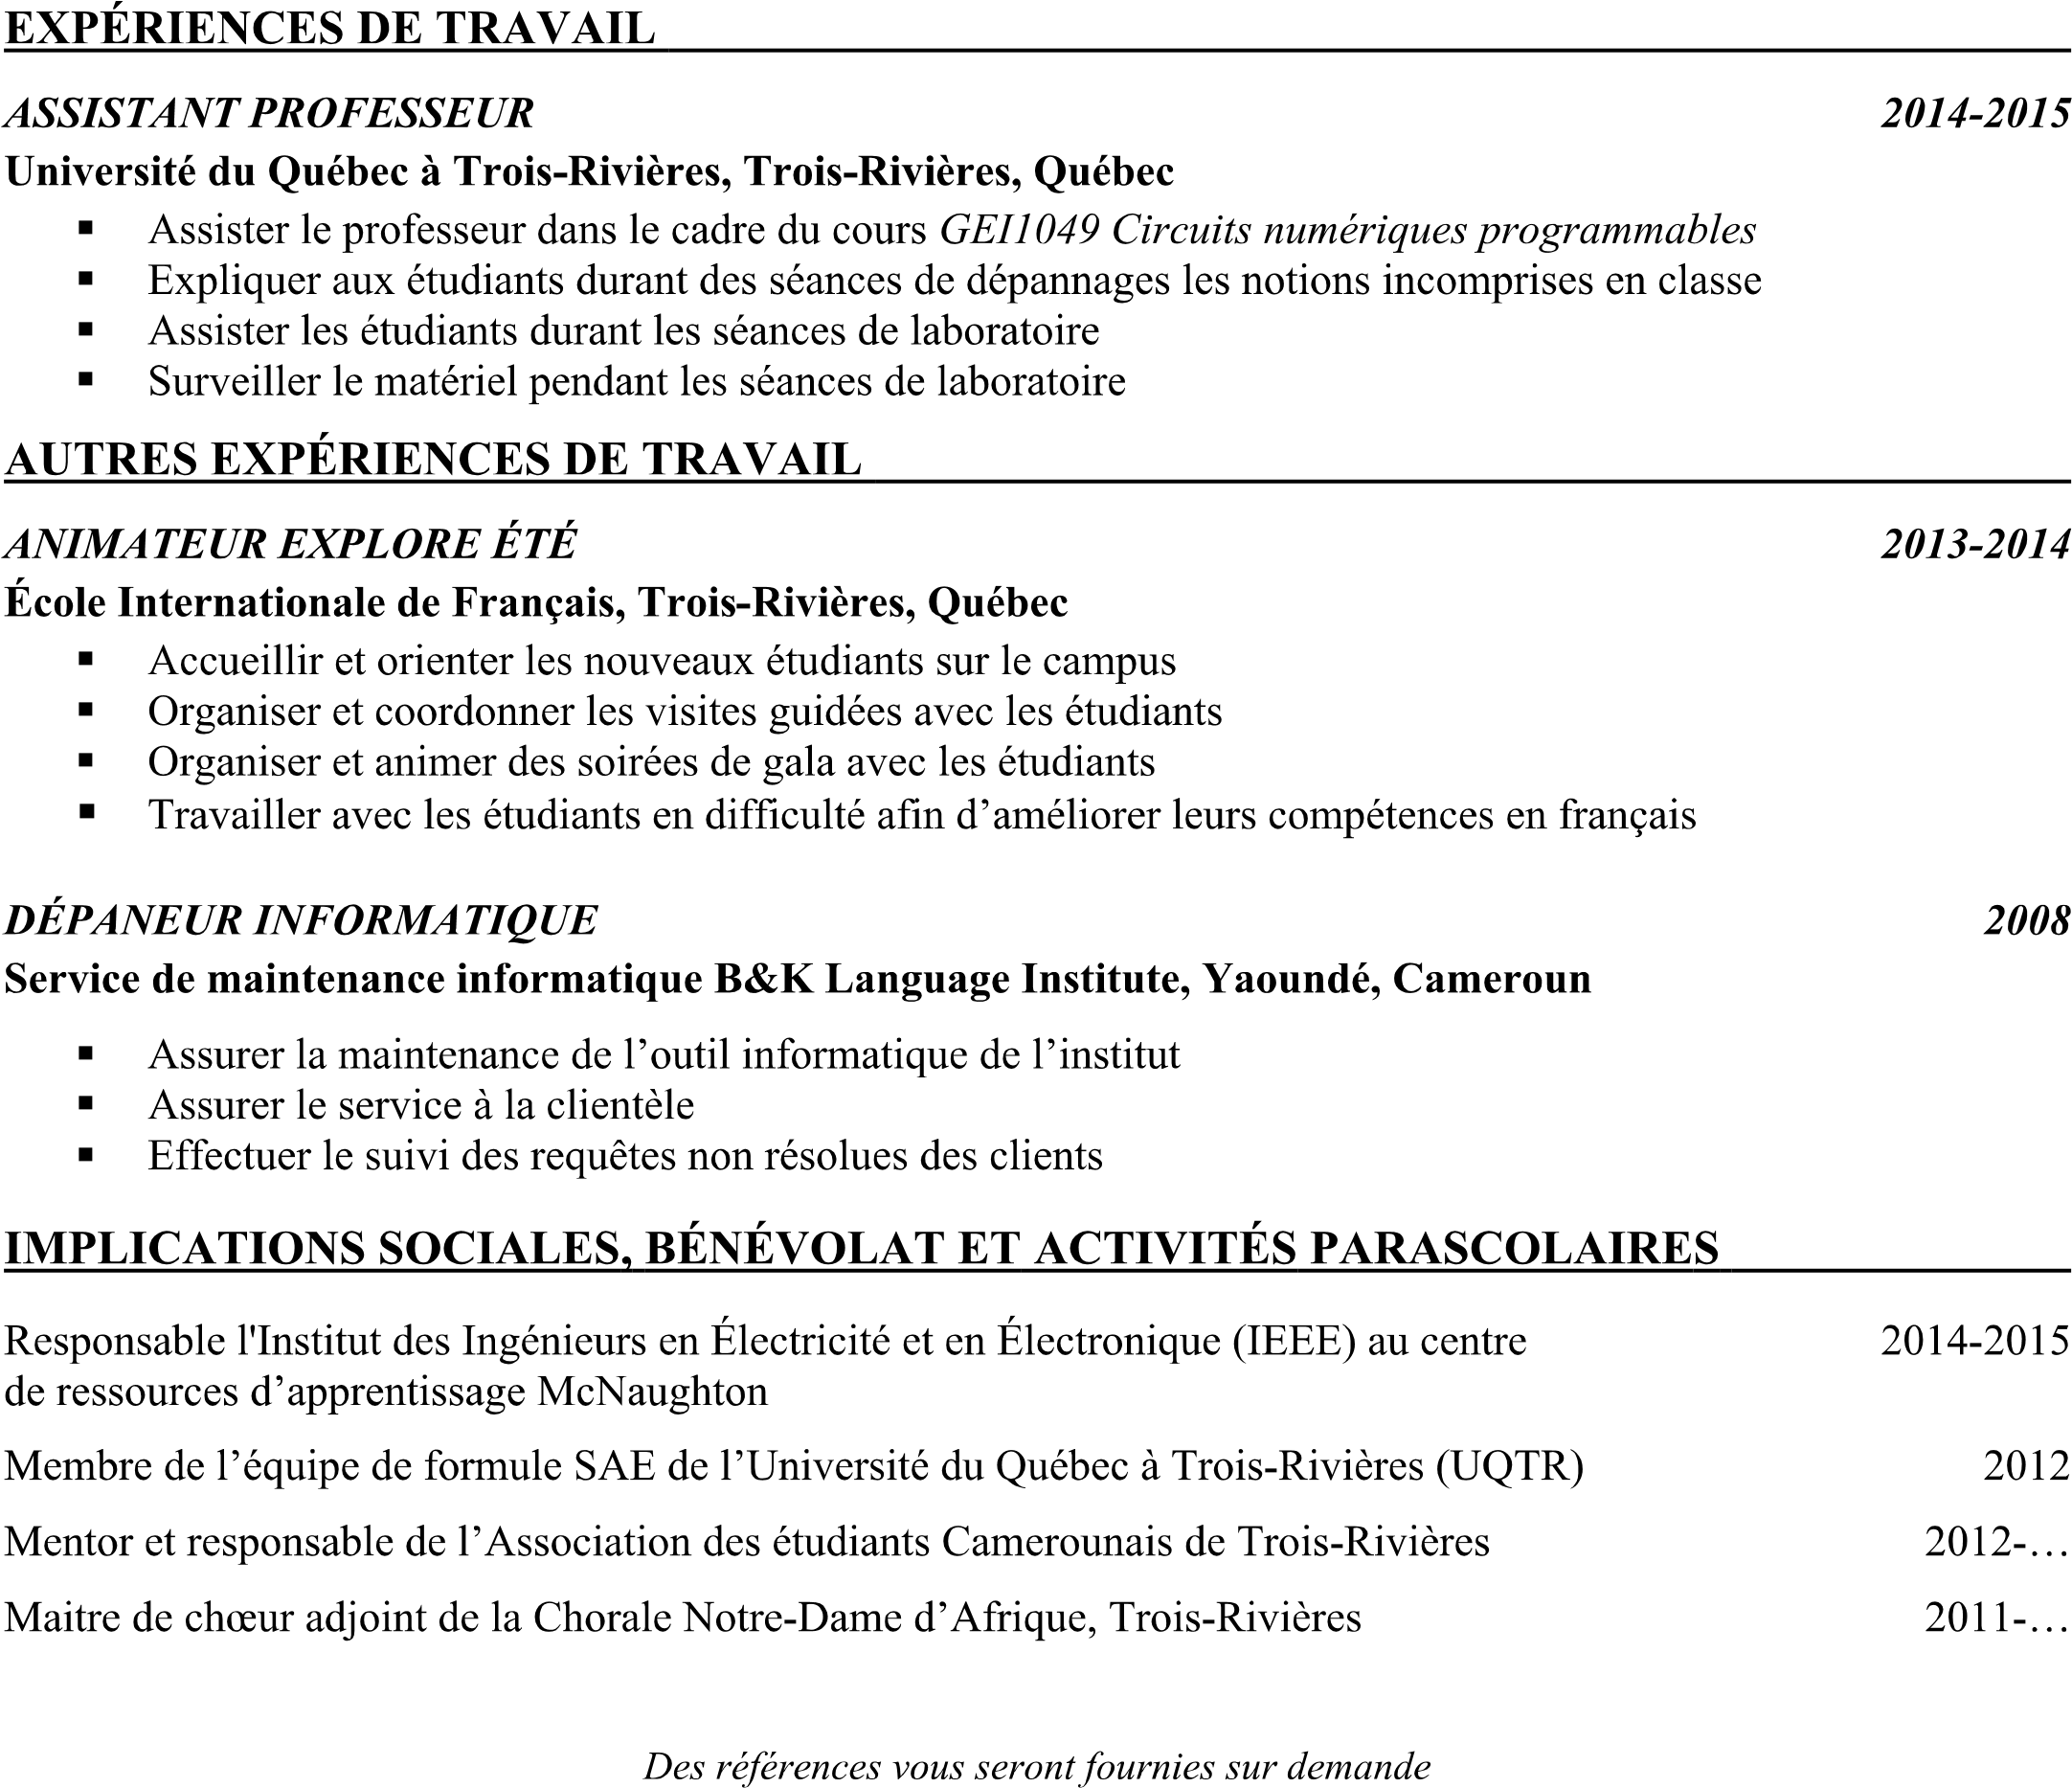 EXPÉRIENCES DE TRAVAIL
ASSISTANT PROFESSEUR 2014-2015
Université du Québec à Trois-Rivières, Trois-Rivières, Québec
▪ Assister le professeur dans le cadre du cours GEI1049 Circuits numériques programmables
▪ Expliquer aux étudiants durant des séances de dépannages les notions incomprises en classe
▪ Assister les étudiants durant les séances de laboratoire
▪ Surveiller le matériel pendant les séances de laboratoire
AUTRES EXPÉRIENCES DE TRAVAIL
ANIMATEUR EXPLORE ÉTÉ 2013-2014
École Internationale de Français, Trois-Rivières, Québec
▪ Accueillir et orienter les nouveaux étudiants sur le campus
▪ Organiser et coordonner les visites guidées avec les étudiants
▪ Organiser et animer des soirées de gala avec les étudiants
▪ Travailler avec les étudiants en difficulté afin d’améliorer leurs compétences en français
DÉPANEUR INFORMATIQUE 2008
Service de maintenance informatique B&K Language Institute, Yaoundé, Cameroun
▪ Assurer la maintenance de l’outil informatique de l’institut
▪ Assurer le service à la clientèle
▪ Effectuer le suivi des requêtes non résolues des clients
IMPLICATIONS SOCIALES, BÉNÉVOLAT ET ACTIVITÉS PARASCOLAIRES
Responsable l'Institut des Ingénieurs en Électricité et en Électronique (IEEE) au centre 2014-2015
de ressources d’apprentissage McNaughton
Membre de l’équipe de formule SAE de l’Université du Québec à Trois-Rivières (UQTR) 2012
Mentor et responsable de l’Association des étudiants Camerounais de Trois-Rivières 2012-…
Maitre de chœur adjoint de la Chorale Notre-Dame d’Afrique, Trois-Rivières 2011-…
Des références vous seront fournies sur demande